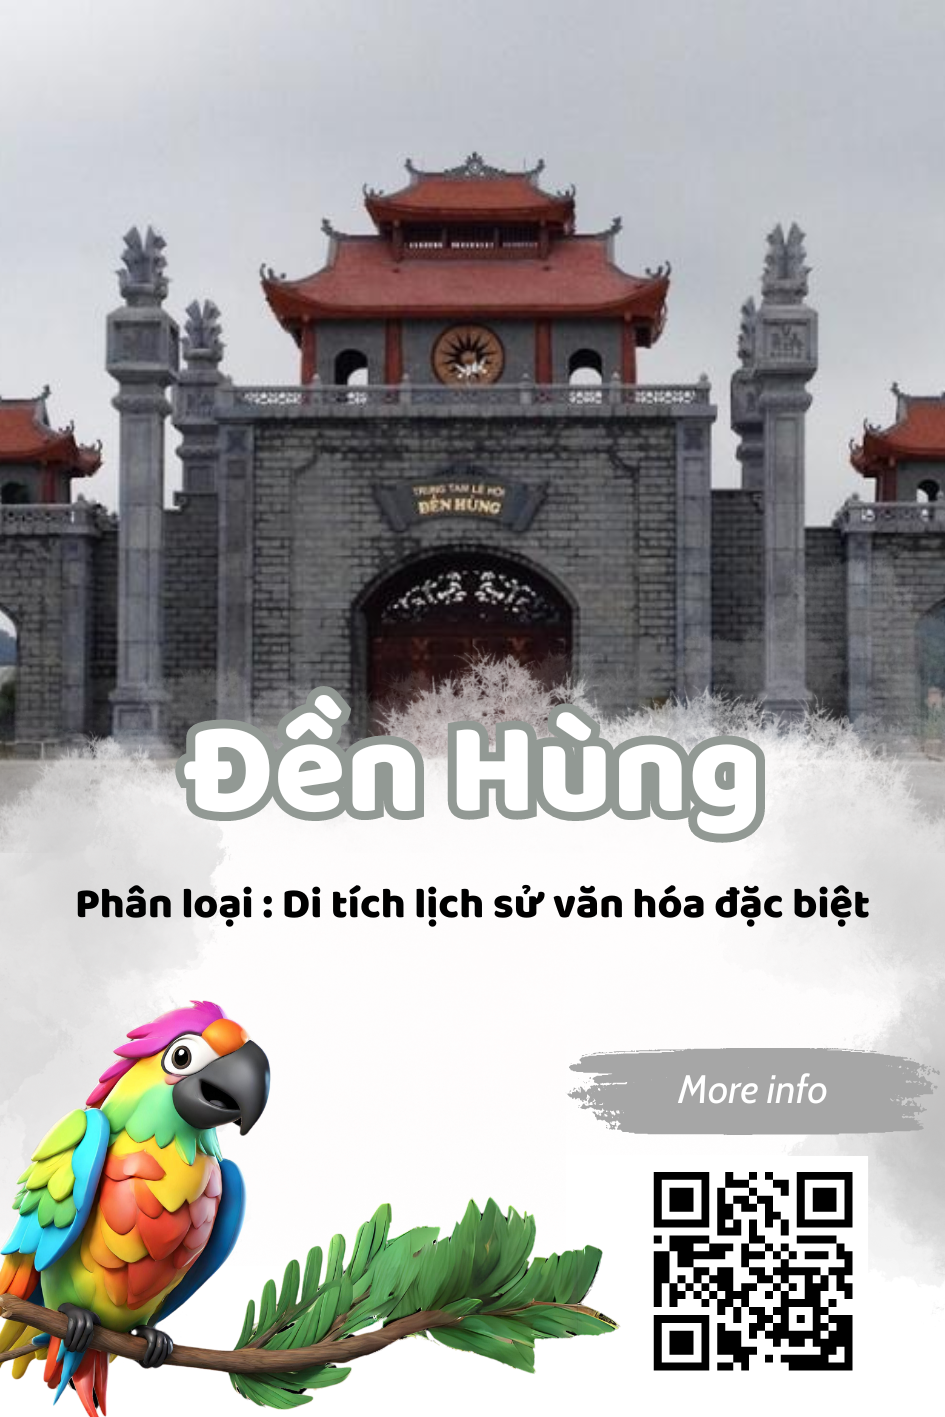 TRUNG TÂM LỄ HỘI
ĐỀN HÙNG
Đền Hùng
Phân loại : Di tích lịch sử văn hóa đặc biệt
More info